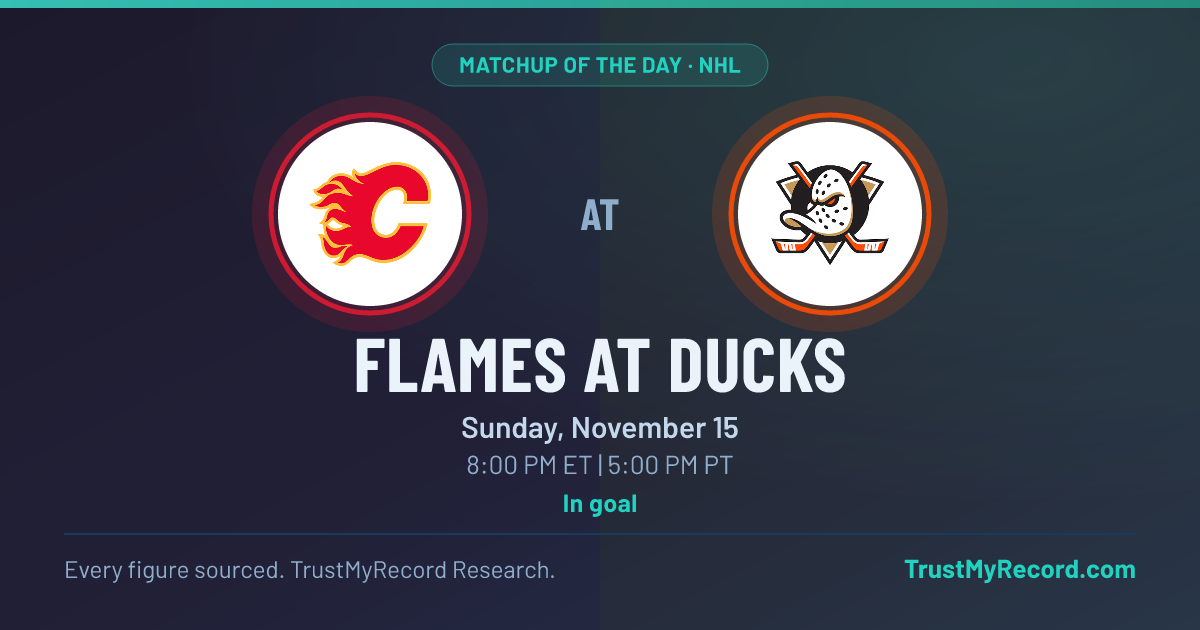 MATCHUP OF THE DAY · NHL
AT
FLAMES AT DUCKS
Sunday, November 15
8:00 PM ET | 5:00 PM PT
In goal
Every figure sourced. TrustMyRecord Research.
TrustMyRecord.com